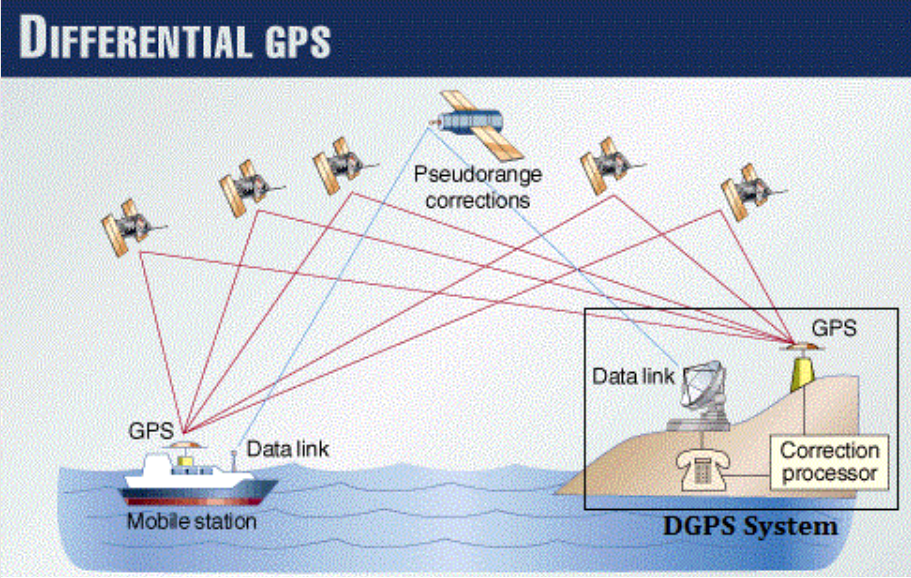 DIFFERENTIAL GPS
Pseudorange
corrections
GPS
Data link
GPS
Data link
Correction
processor
Mobile station
DGPS System